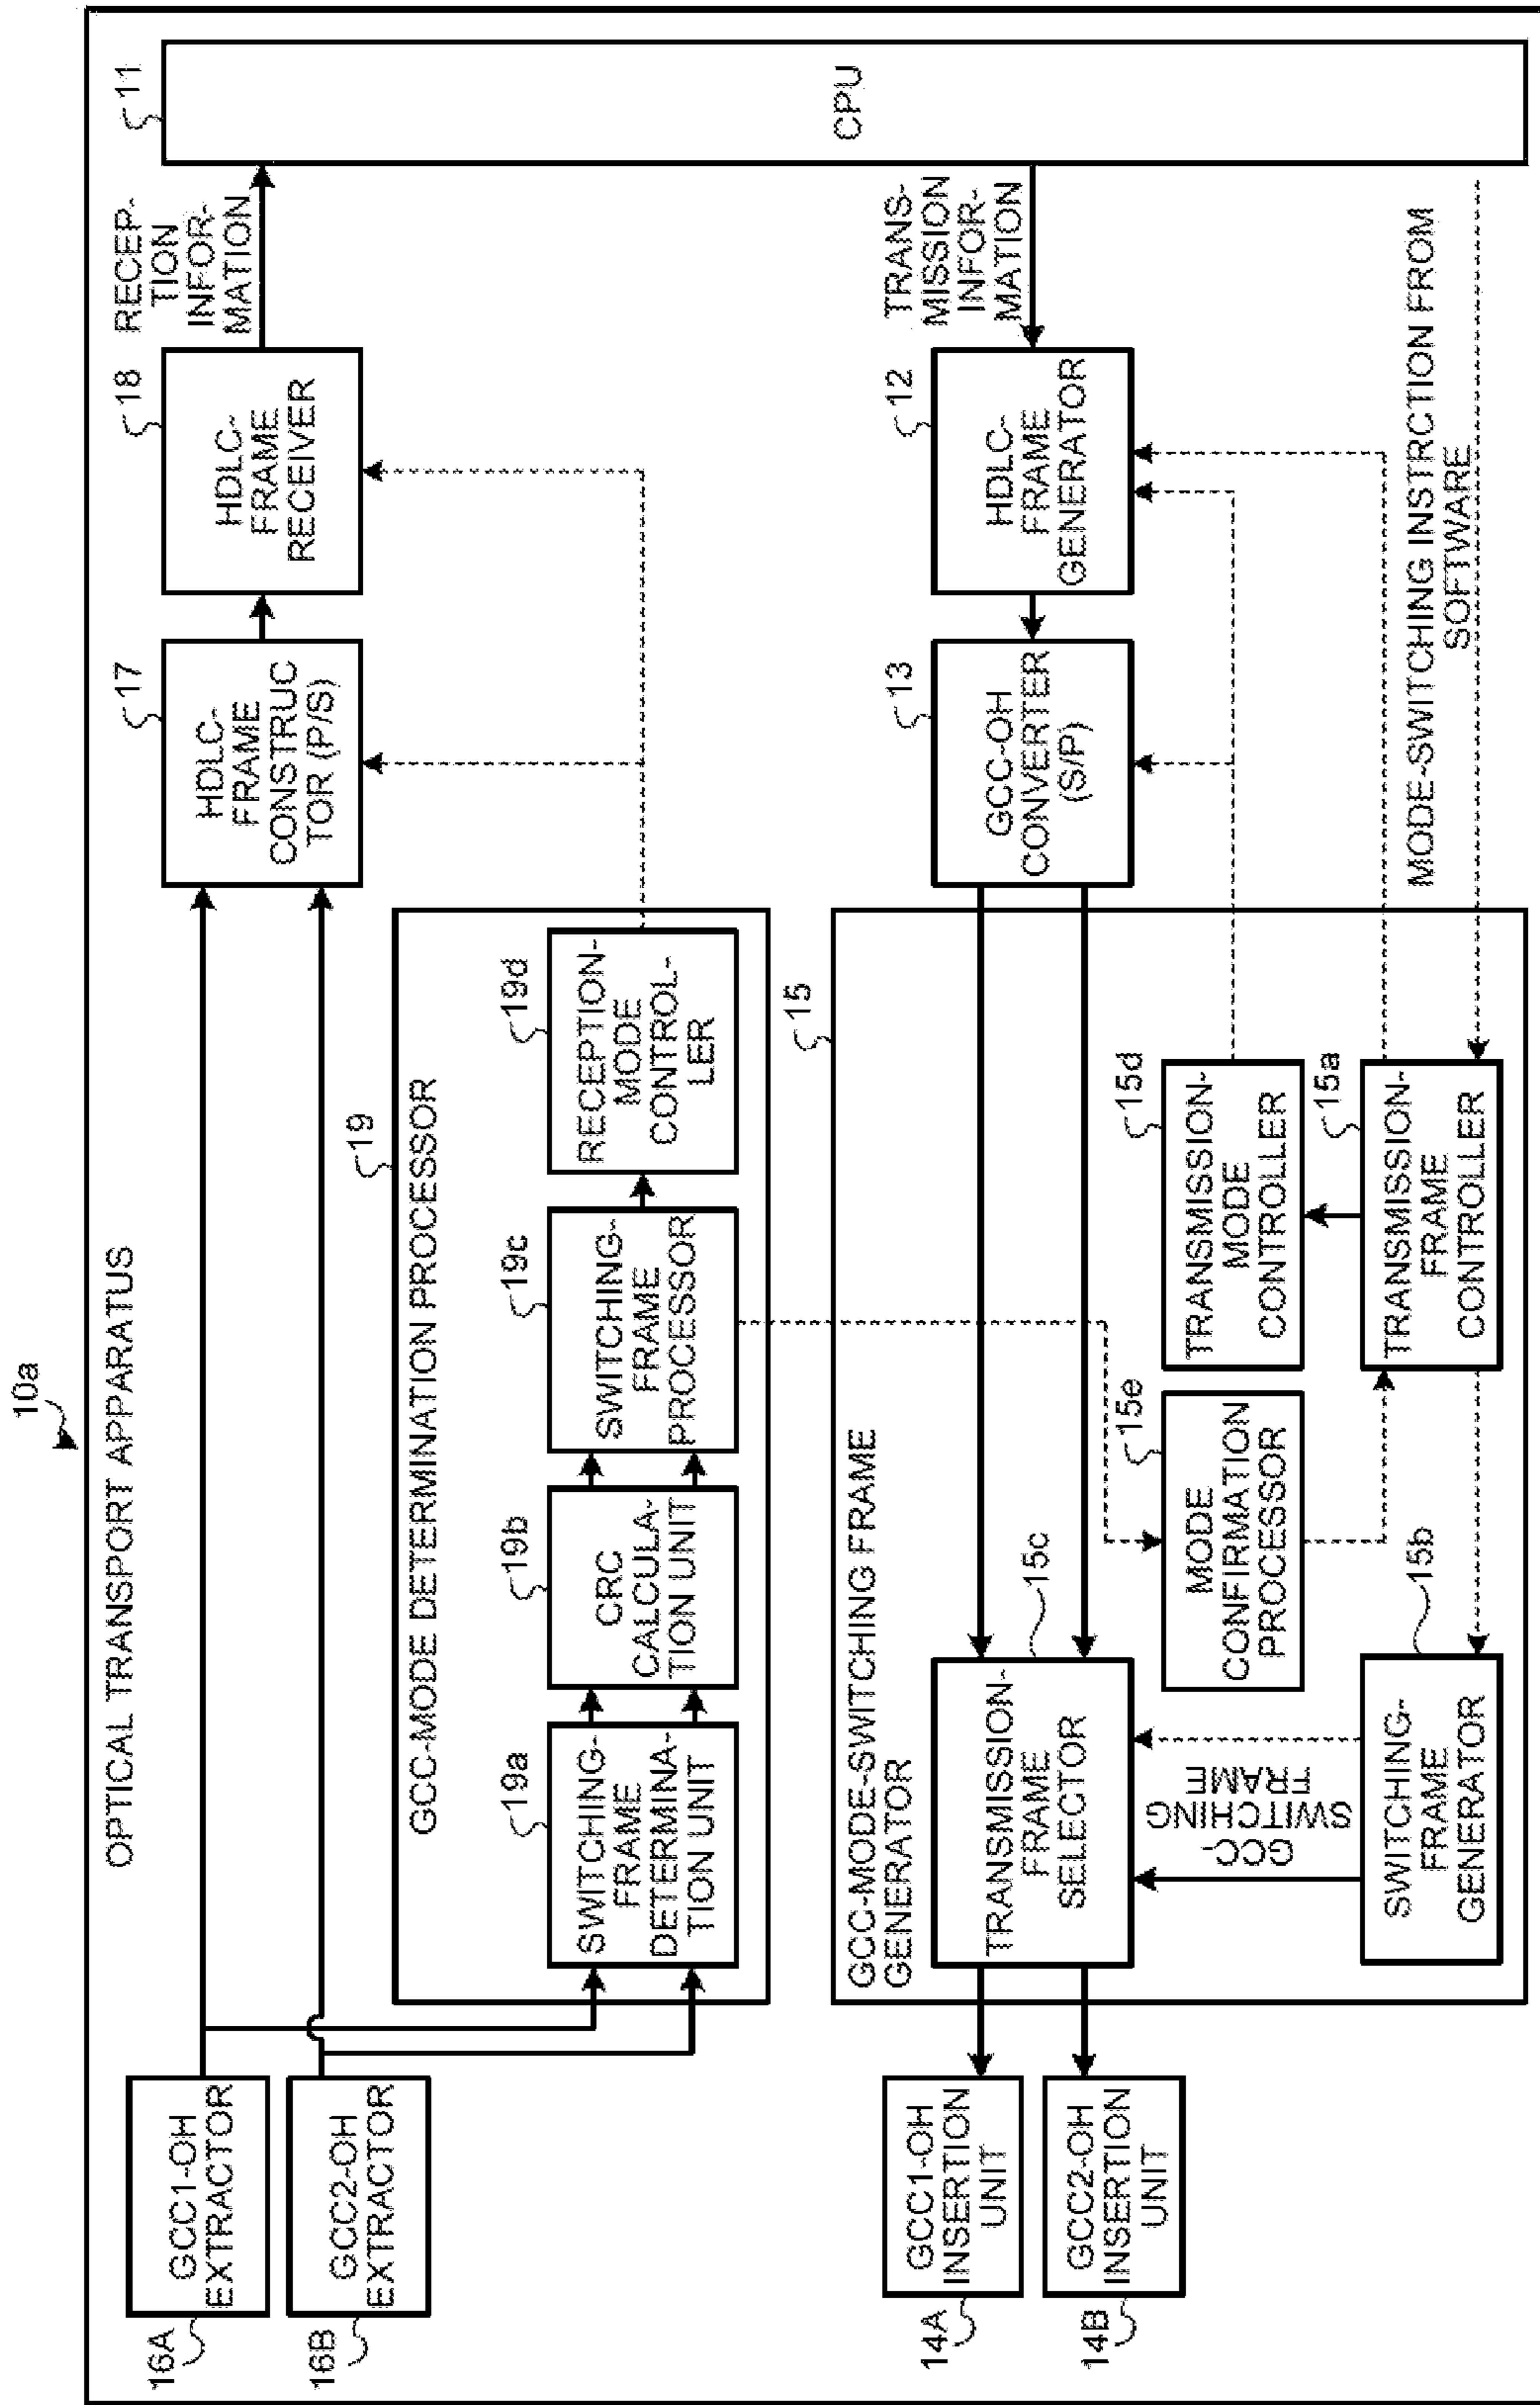 10a
OPTICAL TRANSPORT APPARATUS
16A
GCC1-OH
EXTRACTOR
16B
GCC2-OH
EXTRACTOR
17
HDLC-
FRAME
CONSTRUC
TOR (P/S)
18
HDLC-
FRAME
RECEIVER
RECEP-
TION
INFOR-
MATION
11
CPU
19
GCC-MODE DETERMINATION PROCESSOR
19a
SWITCHING-
FRAME
DETERMINA-
TION UNIT
19b
CRC
CALCULA-
TION UNIT
19c
SWITCHING-
FRAME
PROCESSOR
19d
RECEPTION-
MODE
CONTROL-
LER
14A
GCC1-OH
INSERTION
UNIT
14B
GCC2-OH
INSERTION
UNIT
15
GCC-MODE-SWITCHING FRAME
GENERATOR
TRANSMISSION-
FRAME
SELECTOR
15c
GCC-
SWITCHING
FRAME
15e
MODE
CONFIRMATION
PROCESSOR
15d
TRANSMISSION-
MODE
CONTROLLER
15b
SWITCHING-
FRAME
GENERATOR
15a
TRANSMISSION-
FRAME
CONTROLLER
13
GCC-OH
CONVERTER
(S/P)
12
HDLC-
FRAME
GENERATOR
TRANS-
MISSION
INFOR-
MATION
MODE-SWITCHING INSTRCTION FROM
SOFTWARE